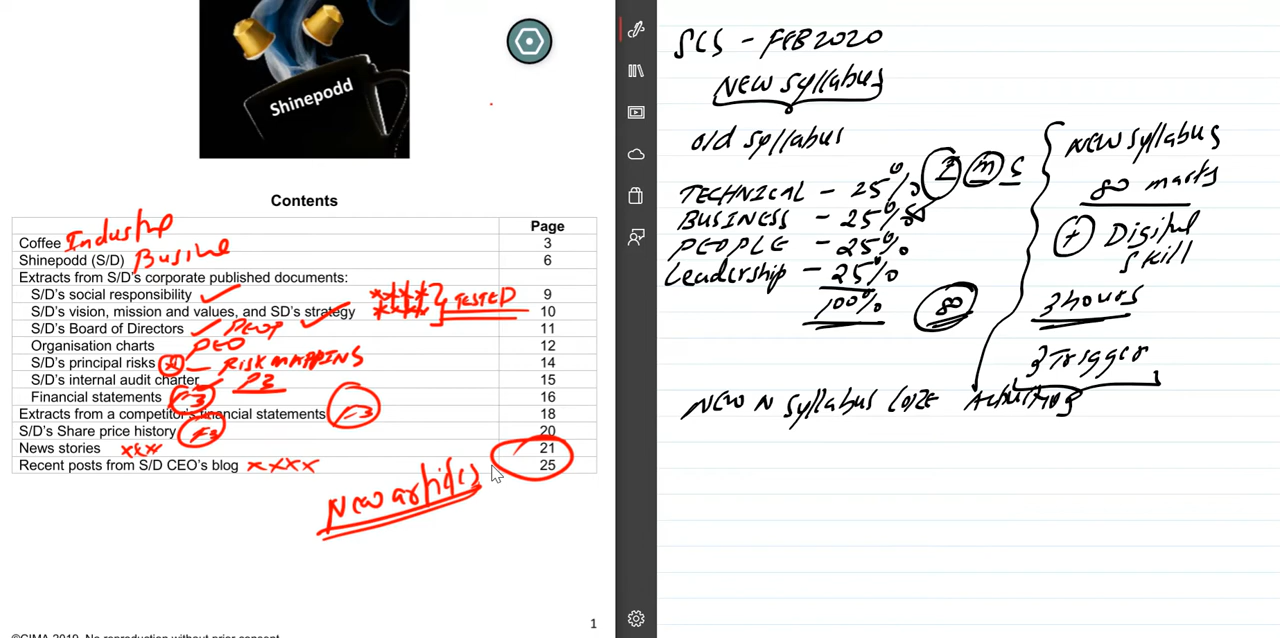 Shinepodd
Contents
Page
Coffee Industry 3
Shinepodd (S/D) 6
Extracts from S/D's corporate published documents:
S/D's social responsibility 9
S/D's vision, mission and values, and SD's strategy TESTED 10
S/D's Board of Directors 11
Organisation charts 12
S/D's principal risks RISK MAPPING 14
S/D's internal audit charter P3 15
Financial statements F3 16
Extracts from a competitor's financial statements F3 18
S/D's Share price history F3 20
News stories xxxx 21
Recent posts from S/D CEO's blog xxxx 25
New articles
1
©CIMA 2019. No reproduction without prior consent.
SCS - FEB 2020
NEW syllabus
old syllabus
TECHNICAL - 25% E m S
BUSINESS - 25%
PEOPLE - 25%
Leadership - 25%
100% 80
NEW syllabus
80 marks
+ Digital
skill
3 hours
3 Trigger
NEW syllabus CORE Activities